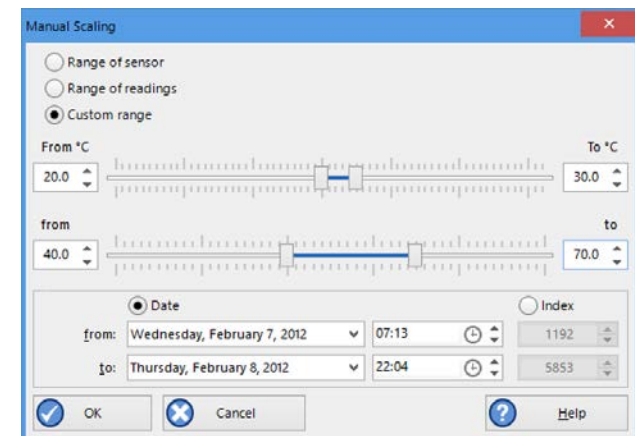 Manual Scaling
Range of sensor
Range of readings
Custom range
From °C To °C
20.0 30.0
from to
40.0 70.0
Date Index
from: Wednesday, February 7, 2012 07:13 1192
to: Thursday, February 8, 2012 22:04 5853
OK Cancel Help